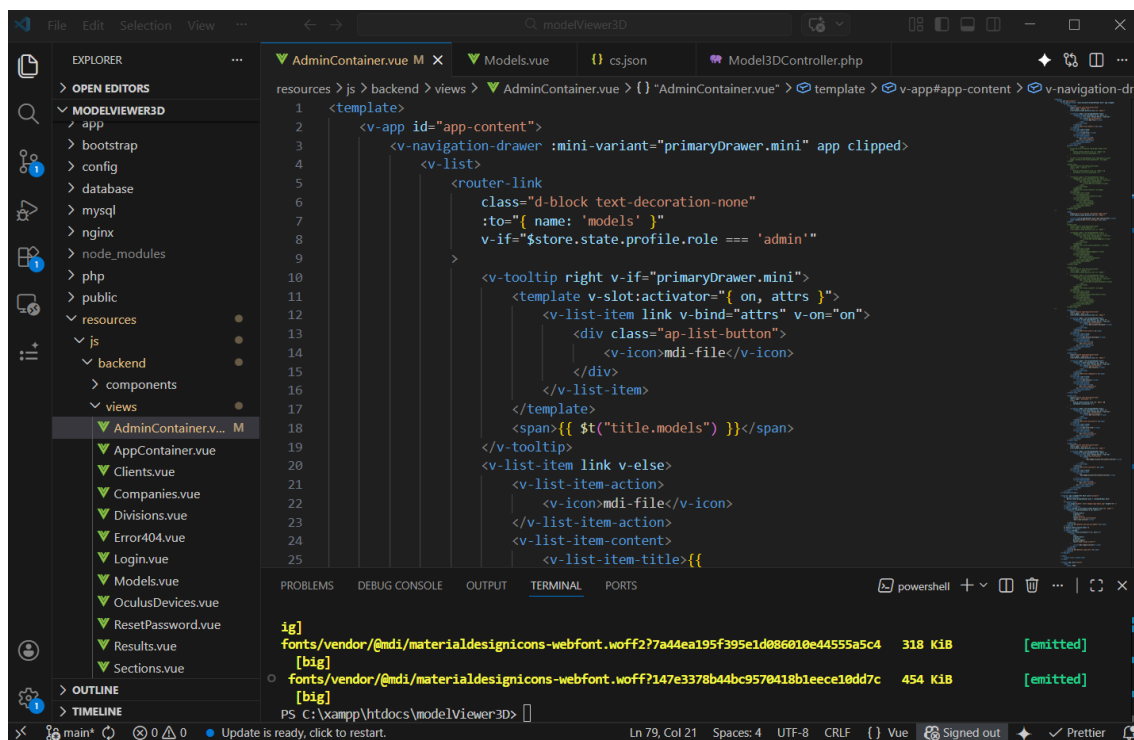 File Edit Selection View ··· modelViewer3D
EXPLORER ···
OPEN EDITORS
MODELVIEWER3D
app
bootstrap
config
database
mysql
nginx
node_modules
php
public
resources
js
backend
components
views
AdminContainer.v... M
AppContainer.vue
Clients.vue
Companies.vue
Divisions.vue
Error404.vue
Login.vue
Models.vue
OculusDevices.vue
ResetPassword.vue
Results.vue
Sections.vue
OUTLINE
TIMELINE
AdminContainer.vue M Models.vue {} cs.json Model3DController.php
resources > js > backend > views > AdminContainer.vue > {} "AdminContainer.vue" > template > v-app#app-content > v-navigation-dr
1 <template>
2 <v-app id="app-content">
3 <v-navigation-drawer :mini-variant="primaryDrawer.mini" app clipped>
4 <v-list>
5 <router-link
6 class="d-block text-decoration-none"
7 :to="{ name: 'models' }"
8 v-if="$store.state.profile.role === 'admin'"
9 >
10 <v-tooltip right v-if="primaryDrawer.mini">
11 <template v-slot:activator="{ on, attrs }">
12 <v-list-item link v-bind="attrs" v-on="on">
13 <div class="ap-list-button">
14 <v-icon>mdi-file</v-icon>
15 </div>
16 </v-list-item>
17 </template>
18 <span>{{ $t("title.models") }}</span>
19 </v-tooltip>
20 <v-list-item link v-else>
21 <v-list-item-action>
22 <v-icon>mdi-file</v-icon>
23 </v-list-item-action>
24 <v-list-item-content>
25 <v-list-item-title>{{
PROBLEMS DEBUG CONSOLE OUTPUT TERMINAL PORTS powershell
ig]
fonts/vendor/@mdi/materialdesignicons-webfont.woff2?7a44ea195f395e1d086010e44555a5c4 318 KiB [emitted]
[big]
fonts/vendor/@mdi/materialdesignicons-webfont.woff?147e3378b44bc9570418b1eece10dd7c 454 KiB [emitted]
[big]
PS C:\xampp\htdocs\modelViewer3D>
main* 0 0 Update is ready, click to restart. Ln 79, Col 21 Spaces: 4 UTF-8 CRLF {} Vue Signed out Prettier